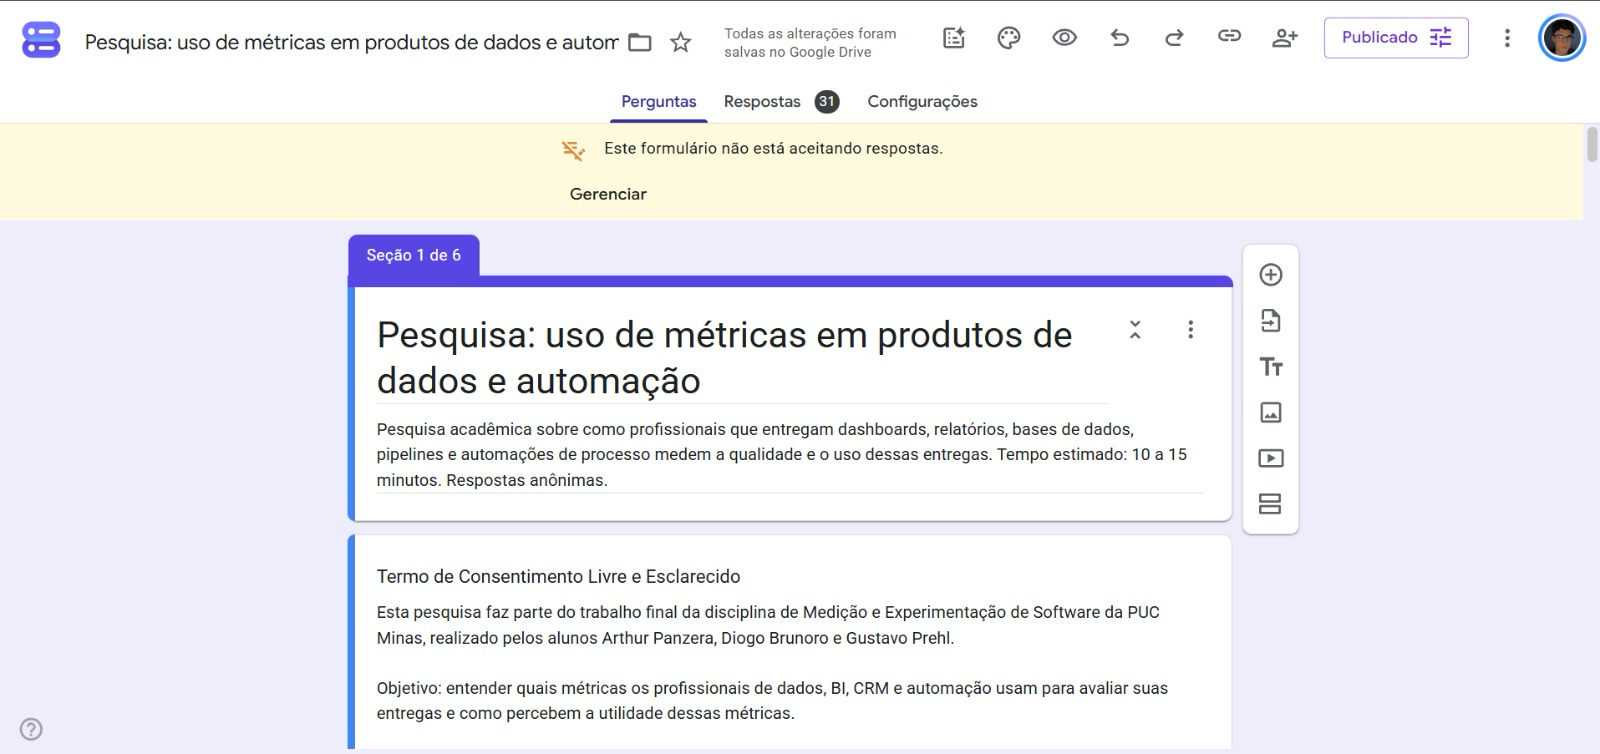 Pesquisa: uso de métricas em produtos de dados e autom
Todas as alterações foram
salvas no Google Drive
Publicado
Perguntas
Respostas
31
Configurações
Este formulário não está aceitando respostas.
Gerenciar
Seção 1 de 6
Pesquisa: uso de métricas em produtos de
dados e automação
Pesquisa acadêmica sobre como profissionais que entregam dashboards, relatórios, bases de dados,
pipelines e automações de processo medem a qualidade e o uso dessas entregas. Tempo estimado: 10 a 15
minutos. Respostas anônimas.
Tт
Termo de Consentimento Livre e Esclarecido
Esta pesquisa faz parte do trabalho final da disciplina de Medição e Experimentação de Software da PUC
Minas, realizado pelos alunos Arthur Panzera, Diogo Brunoro e Gustavo Prehl.
Objetivo: entender quais métricas os profissionais de dados, BI, CRM e automação usam para avaliar suas
entregas e como percebem a utilidade dessas métricas.